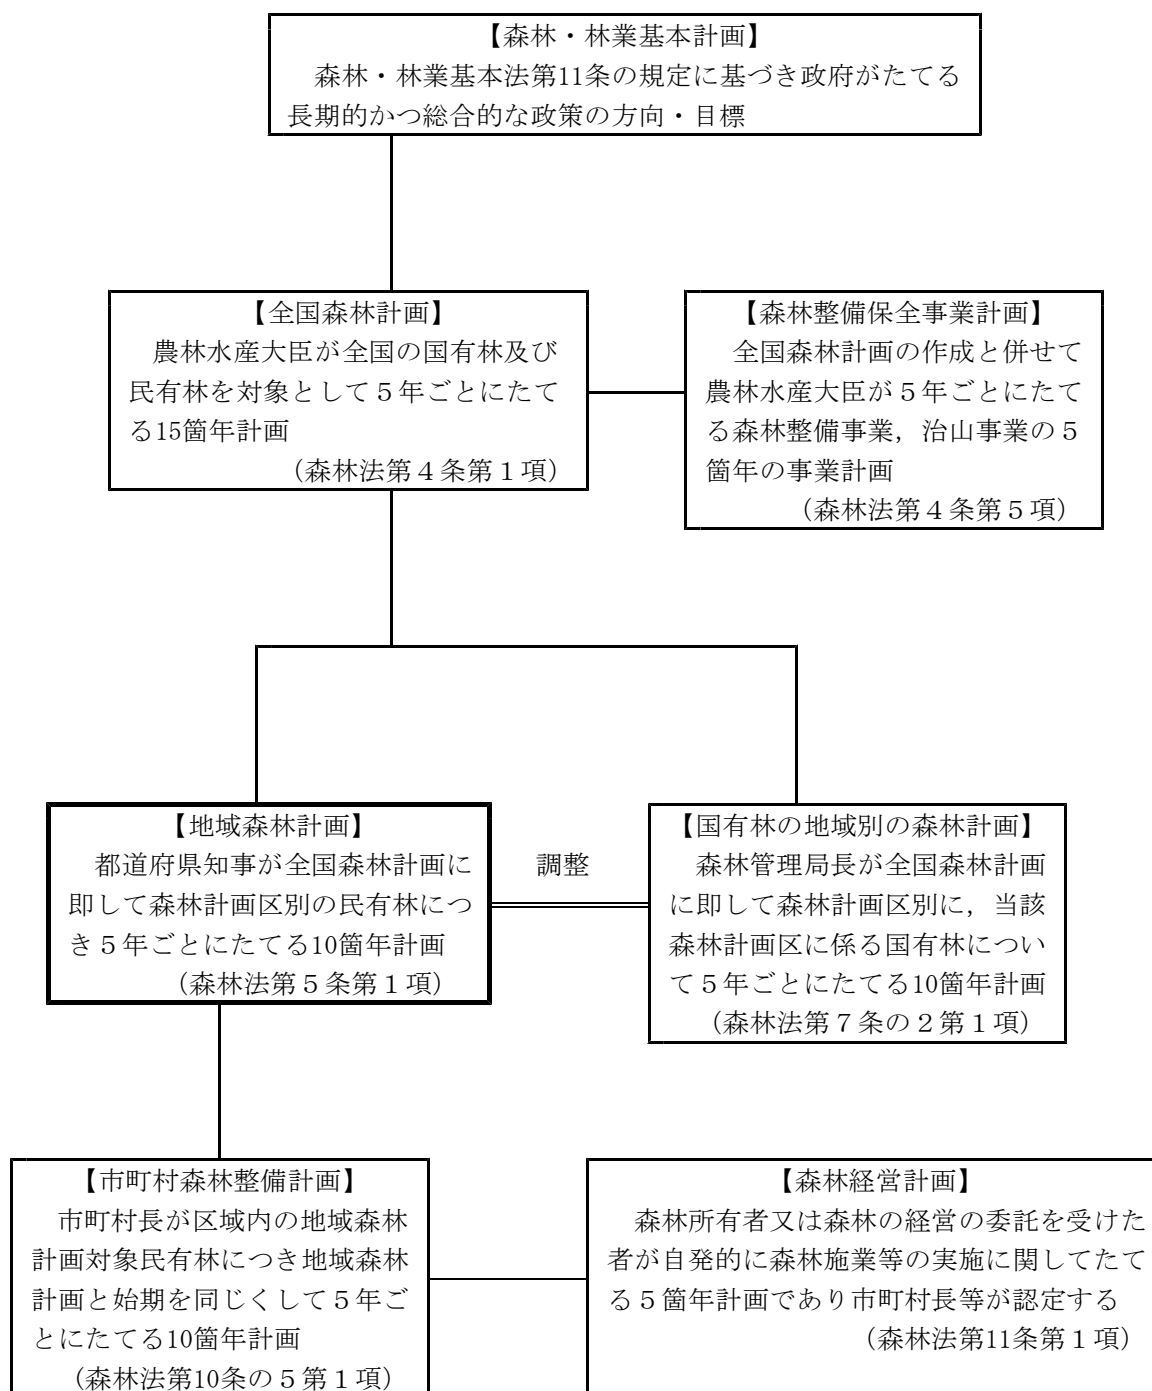 【森林・林業基本計画】
森林・林業基本法第11条の規定に基づき政府がたてる
長期的かつ総合的な政策の方向・目標
【全国森林計画】
農林水産大臣が全国の国有林及び
民有林を対象として５年ごとにたて
る15箇年計画
（森林法第４条第１項）
【森林整備保全事業計画】
全国森林計画の作成と併せて
農林水産大臣が５年ごとにたて
る森林整備事業，治山事業の５
箇年の事業計画
（森林法第４条第５項）
【地域森林計画】
都道府県知事が全国森林計画に
即して森林計画区別の民有林につ
き５年ごとにたてる10箇年計画
（森林法第５条第１項）
調整
【国有林の地域別の森林計画】
森林管理局長が全国森林計画
に即して森林計画区別に，当該
森林計画区に係る国有林につい
て５年ごとにたてる10箇年計画
（森林法第７条の２第１項）
【市町村森林整備計画】
市町村長が区域内の地域森林
計画対象民有林につき地域森林
計画と始期を同じくして５年ご
とにたてる10箇年計画
（森林法第10条の５第１項）
【森林経営計画】
森林所有者又は森林の経営の委託を受けた
者が自発的に森林施業等の実施に関してたて
る５箇年計画であり市町村長等が認定する
（森林法第11条第１項）